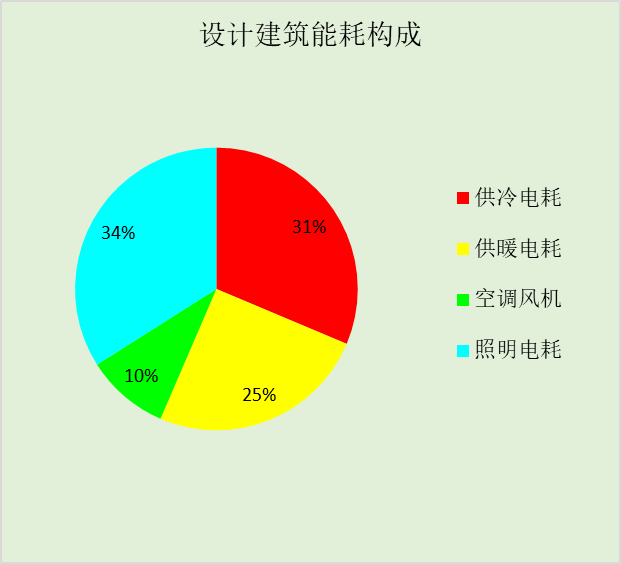 设计建筑能耗构成
31%
25%
10%
34%
供冷电耗
供暖电耗
空调风机
照明电耗